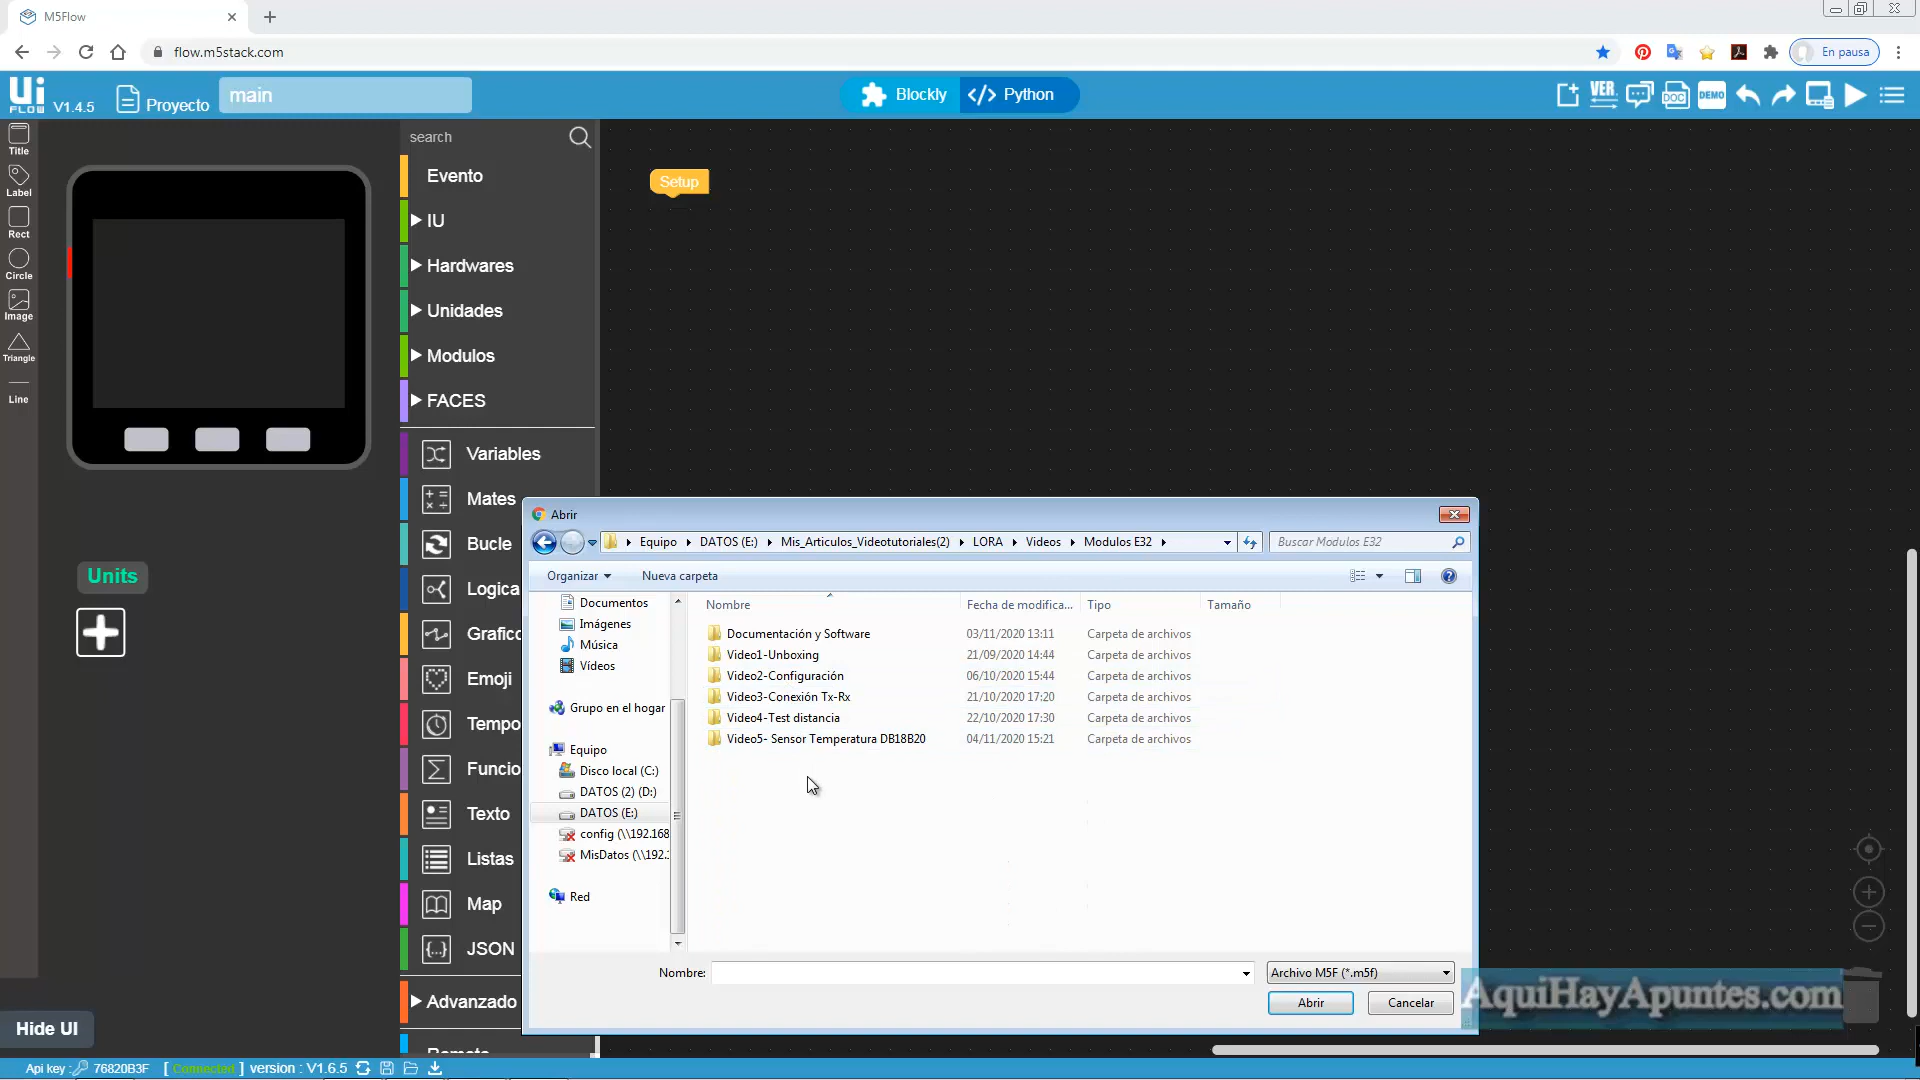 M5Flow
flow.m5stack.com
En pausa
Ui FLOW V1.4.5
Proyecto
main
Blockly
Python
VER.
DOC
DEMO
Title
Label
Rect
Circle
Image
Triangle
Line
Units
Hide UI
search
Evento
IU
Hardwares
Unidades
Modulos
FACES
Variables
Mates
Bucle
Logica
Grafico
Emoji
Tempo
Funcio
Texto
Listas
Map
JSON
Avanzado
Setup
Abrir
Equipo DATOS (E:) Mis_Articulos_Videotutoriales(2) LORA Videos Modulos E32
Buscar Modulos E32
Organizar Nueva carpeta
Documentos
Imágenes
Música
Vídeos
Grupo en el hogar
Equipo
Disco local (C:)
DATOS (2) (D:)
DATOS (E:)
config (\\192.168
MisDatos (\\192.
Red
Nombre Fecha de modifica... Tipo Tamaño
Documentación y Software 03/11/2020 13:11 Carpeta de archivos
Video1-Unboxing 21/09/2020 14:44 Carpeta de archivos
Video2-Configuración 06/10/2020 15:44 Carpeta de archivos
Video3-Conexión Tx-Rx 21/10/2020 17:20 Carpeta de archivos
Video4-Test distancia 22/10/2020 17:30 Carpeta de archivos
Video5- Sensor Temperatura DB18B20 04/11/2020 15:21 Carpeta de archivos
Nombre:
Archivo M5F (*.m5f)
Abrir Cancelar
AquiHayApuntes.com
Api key : 76820B3F [ Connected ] version : V1.6.5